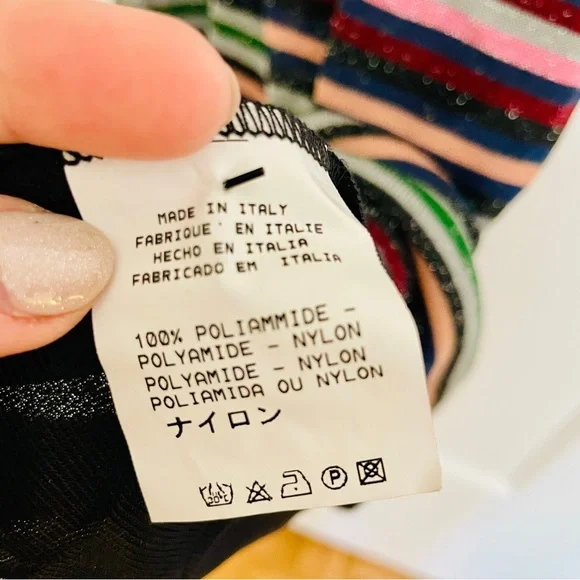 MADE IN ITALY
FABRIQUE' EN ITALIE
HECHO EN ITALIA
FABRICADO EM ITALIA
100% POLIAMMIDE -
POLYAMIDE - NYLON
POLYAMIDE - NYLON
POLIAMIDA OU NYLON
ナイロン
30°C P